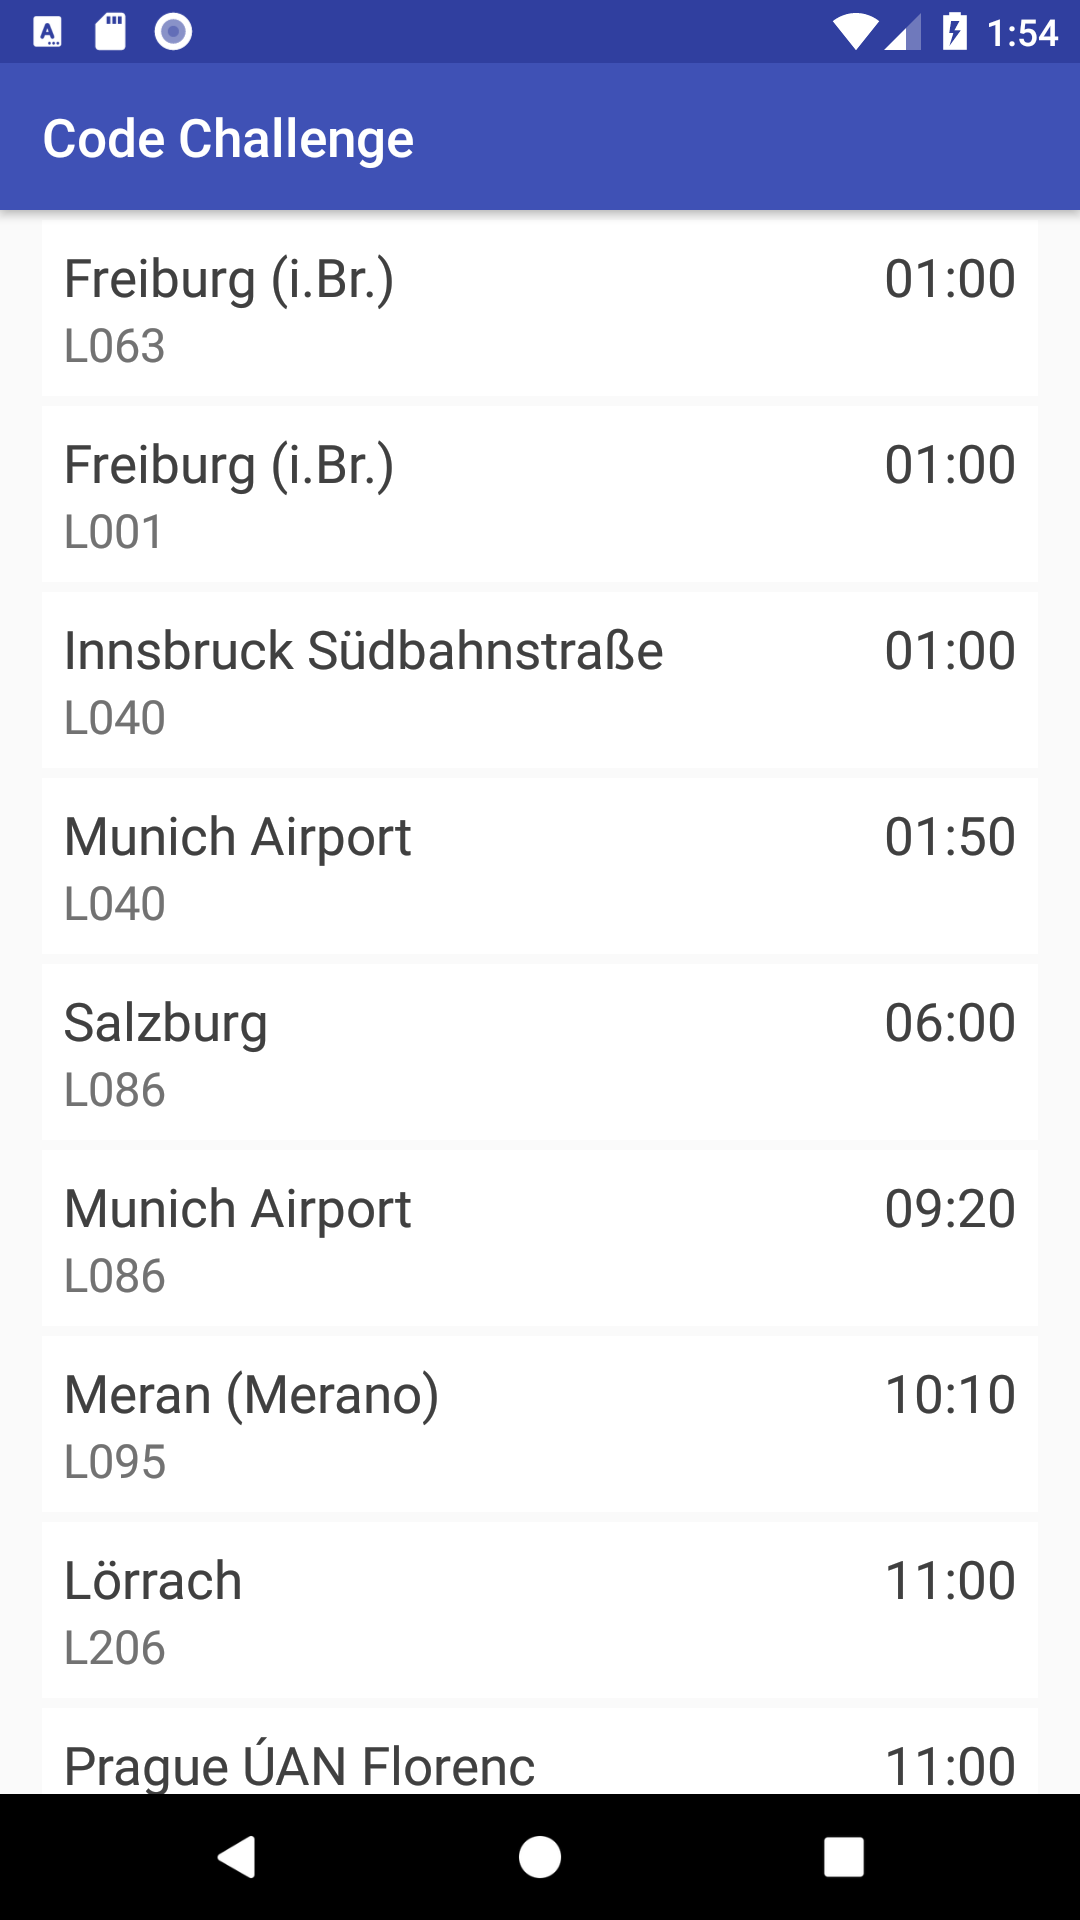 1:54
Code Challenge
Freiburg (i.Br.) 01:00
L063
Freiburg (i.Br.) 01:00
L001
Innsbruck Südbahnstraße 01:00
L040
Munich Airport 01:50
L040
Salzburg 06:00
L086
Munich Airport 09:20
L086
Meran (Merano) 10:10
L095
Lörrach 11:00
L206
Prague ÚAN Florenc 11:00